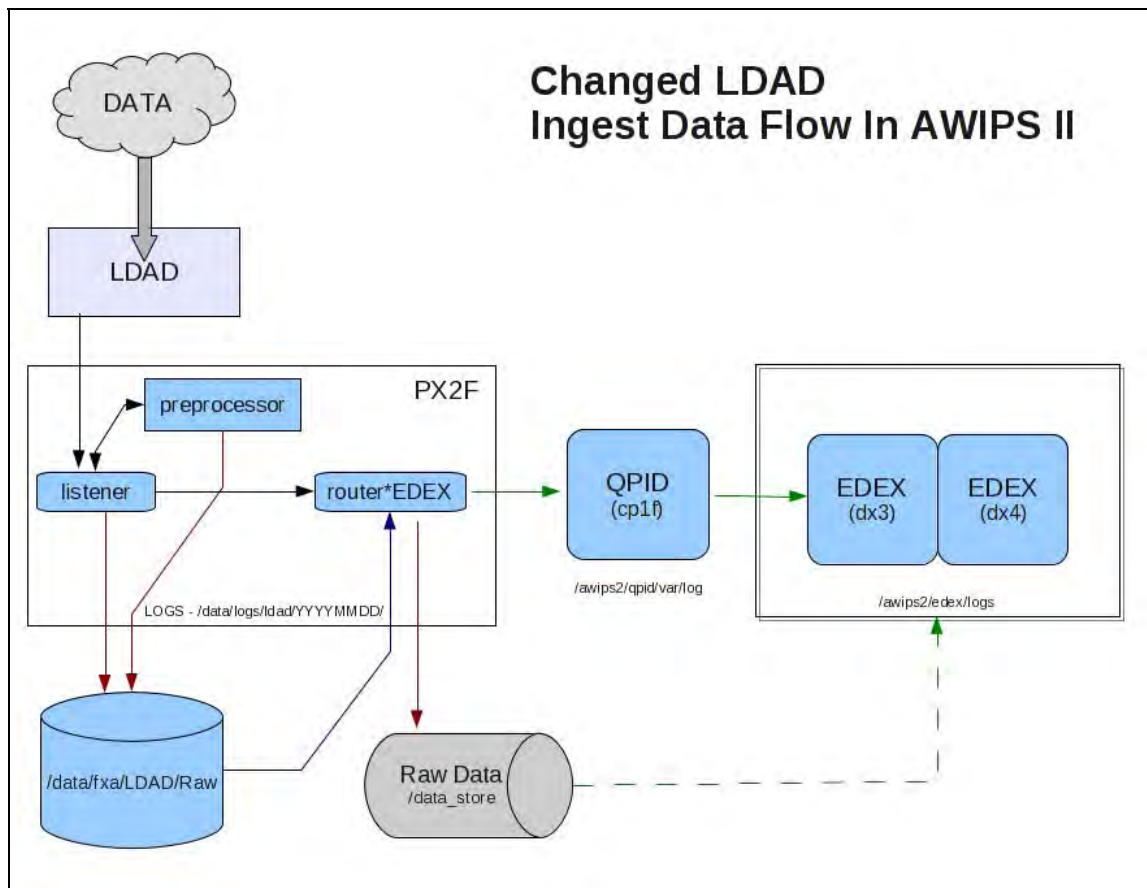 Changed LDAD
Ingest Data Flow In AWIPS II
DATA
LDAD
PX2F
preprocessor
listener
router*EDEX
LOGS - /data/logs/ldad/YYYYMMDD/
QPID
(cp1f)
/awips2/qpid/var/log
EDEX
(dx3)
EDEX
(dx4)
/awips2/edex/logs
/data/fxa/LDAD/Raw
Raw Data
/data_store